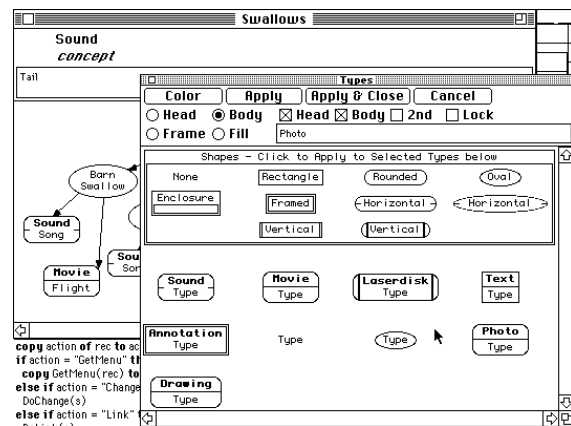 Swallows
Sound
concept
Tail
Types
Color Apply Apply & Close Cancel
Head Body Head Body 2nd Lock
Frame Fill Photo
Shapes - Click to Apply to Selected Types below
None Rectangle Rounded Oval
Enclosure Framed Horizontal Horizontal
Vertical Vertical
Barn
Swallow
Sound
Song
Movie
Flight
Sound Movie Laserdisk Text
Type Type Type Type
Annotation Photo
Type Type Type Type
Drawing
Type
copy action of rec to
if action = "GetMenu"
copy GetMenu(rec) to
else if action = "Change
DoChange(s)
else if action = "Link"